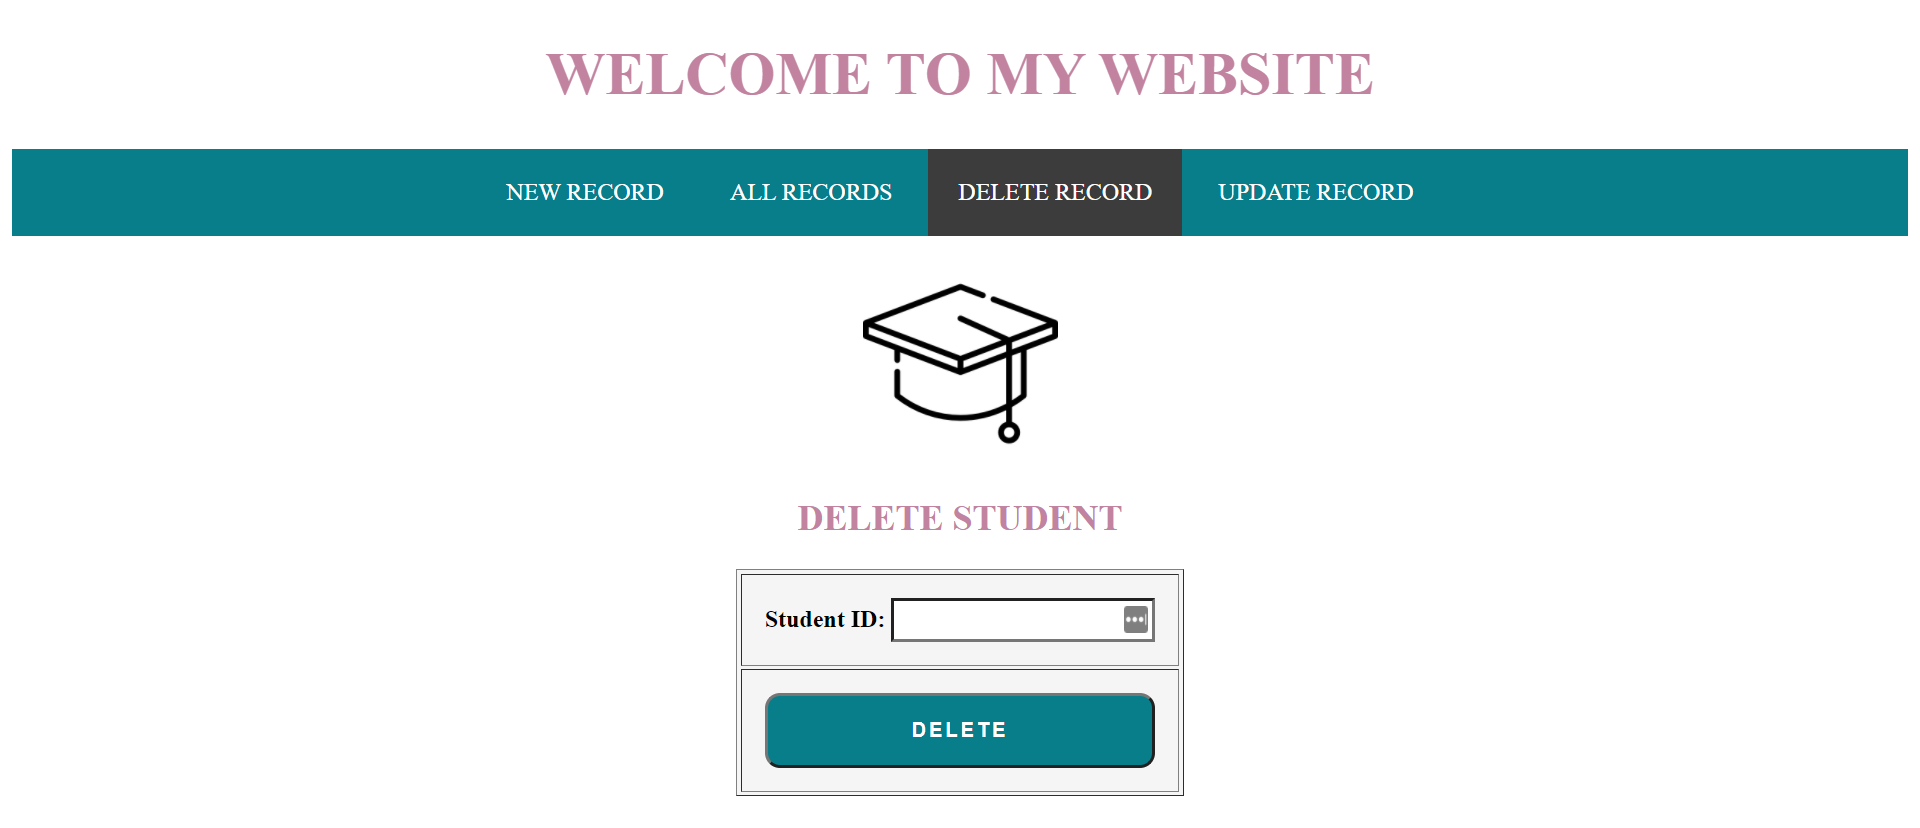 WELCOME TO MY WEBSITE
NEW RECORD ALL RECORDS DELETE RECORD UPDATE RECORD
DELETE STUDENT
Student ID:
DELETE